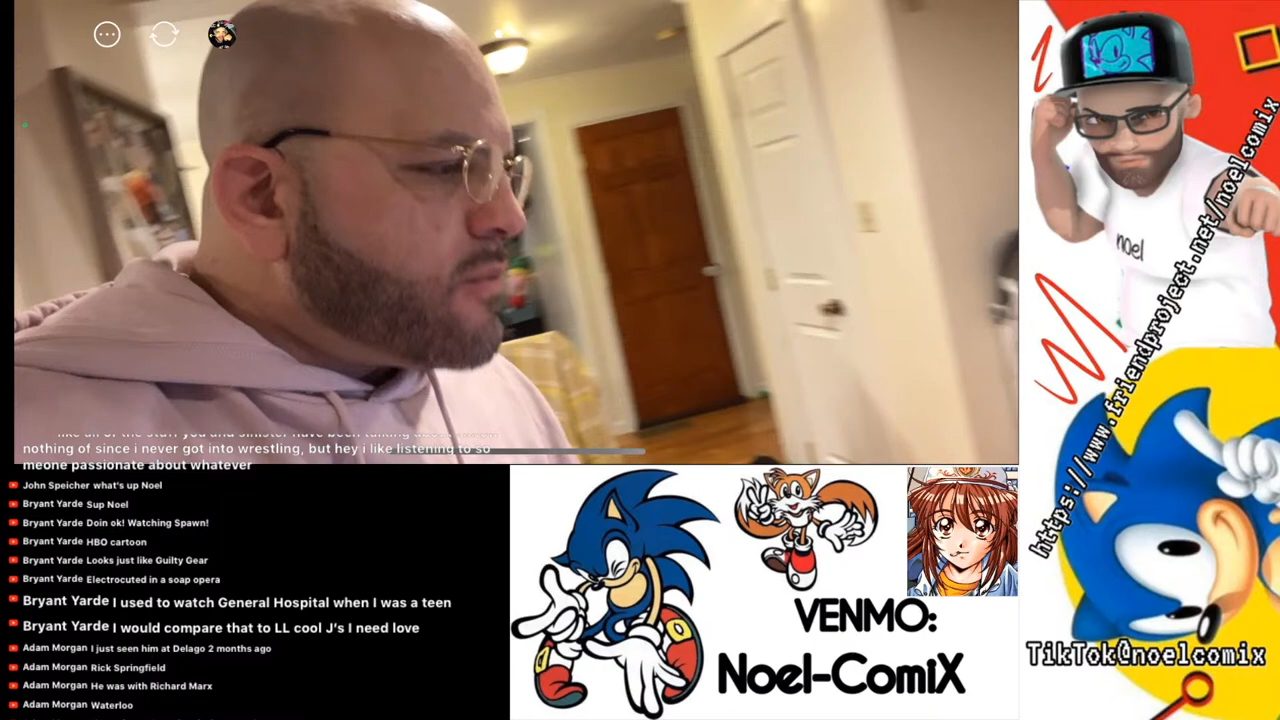 nothing of since i never got into wrestling, but hey i like listening to so
meone passionate about whatever
John Speicher what's up Noel
Bryant Yarde Sup Noel
Bryant Yarde Doin ok! Watching Spawn!
Bryant Yarde HBO cartoon
Bryant Yarde Looks just like Guilty Gear
Bryant Yarde Electrocuted in a soap opera
Bryant Yarde I used to watch General Hospital when I was a teen
Bryant Yarde I would compare that to LL cool J's I need love
Adam Morgan I just seen him at Delago 2 months ago
Adam Morgan Rick Springfield
Adam Morgan He was with Richard Marx
Adam Morgan Waterloo
VENMO:
Noel-ComiX
noel
https://www.friendproject.net/noelcomix
TikTok@noelcomix